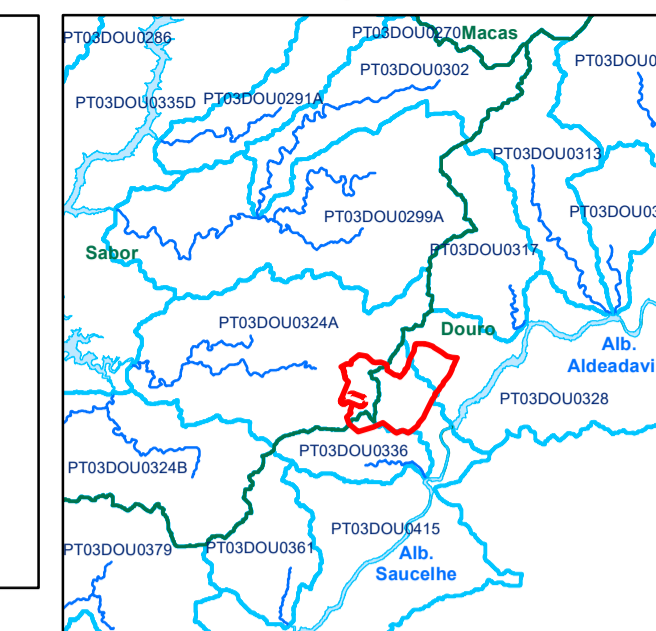 PT03DOU0286
PT03DOU0270
Macas
PT03DOU0302
PT03DOU0335D
PT03DOU0291A
PT03DOU0313
PT03DOU0299A
PT03DOU0317
Sabor
PT03DOU0324A
Douro
Alb.
PT03DOU0328
PT03DOU0336
PT03DOU0324B
PT03DOU0415
PT03DOU0379
PT03DOU0361
Alb.
Saucelhe